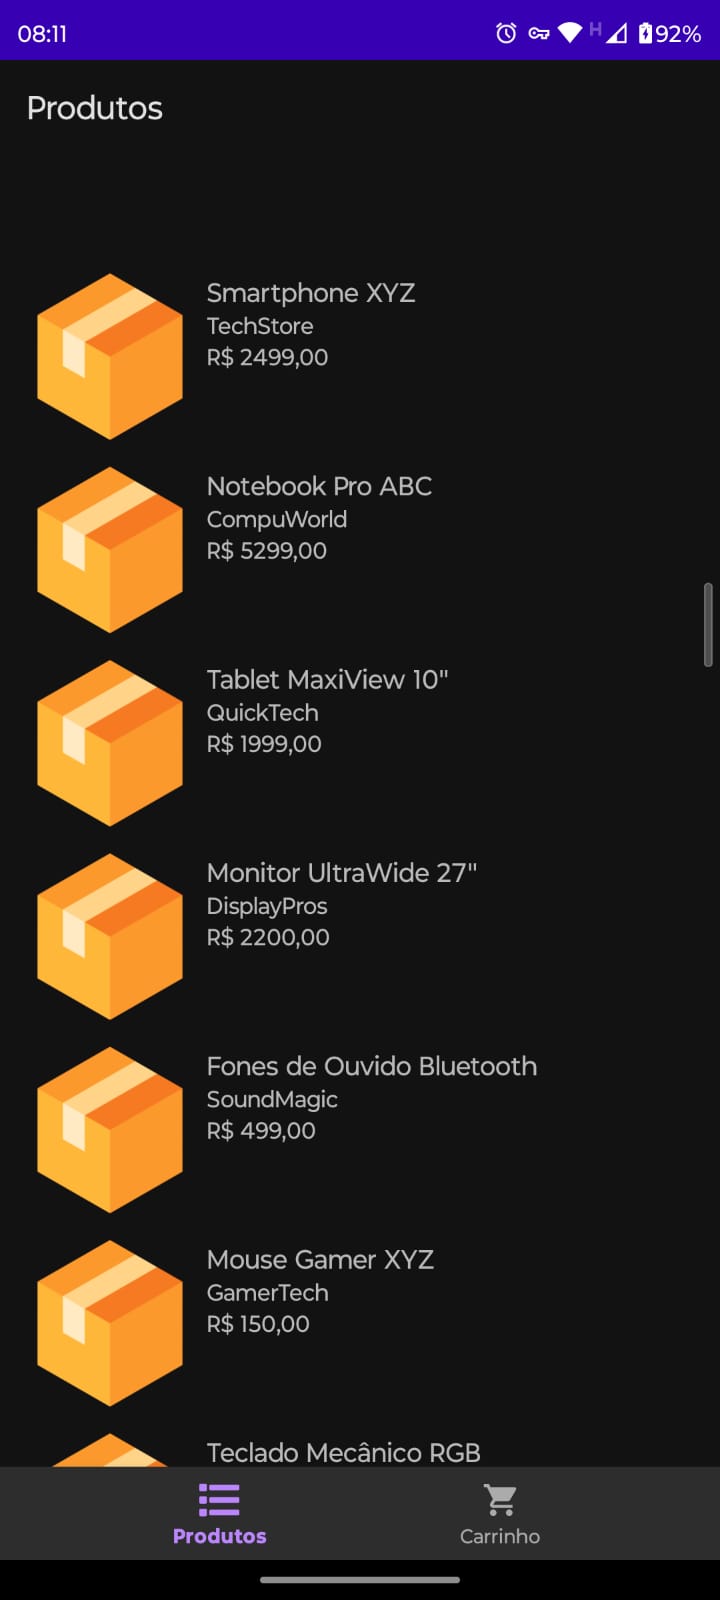 08:11
H
92%
Produtos
Smartphone XYZ
TechStore
R$ 2499,00
Notebook Pro ABC
CompuWorld
R$ 5299,00
Tablet MaxiView 10"
QuickTech
R$ 1999,00
Monitor UltraWide 27"
DisplayPros
R$ 2200,00
Fones de Ouvido Bluetooth
SoundMagic
R$ 499,00
Mouse Gamer XYZ
GamerTech
R$ 150,00
Teclado Mecânico RGB
Produtos
Carrinho